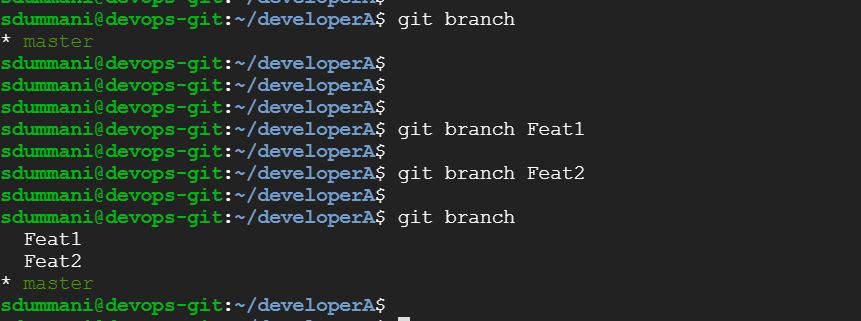 sdummani@devops-git:~/developerA$ git branch
* master
sdummani@devops-git:~/developerA$
sdummani@devops-git:~/developerA$
sdummani@devops-git:~/developerA$
sdummani@devops-git:~/developerA$ git branch Feat1
sdummani@devops-git:~/developerA$
sdummani@devops-git:~/developerA$ git branch Feat2
sdummani@devops-git:~/developerA$
sdummani@devops-git:~/developerA$ git branch
  Feat1
  Feat2
* master
sdummani@devops-git:~/developerA$